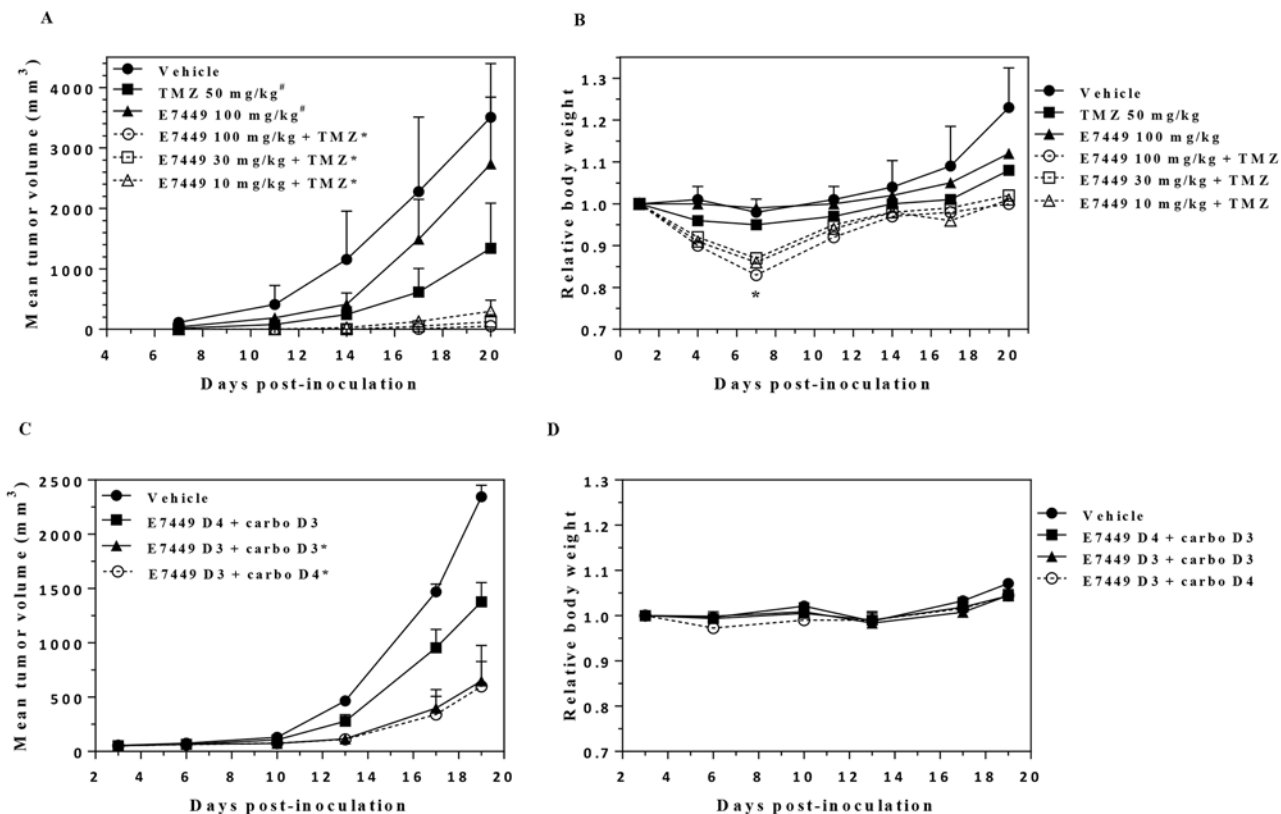 A
Mean tumor volume (mm³)
4000
3000
2000
1000
0
Vehicle
TMZ 50 mg/kg#
E7449 100 mg/kg#
E7449 100 mg/kg + TMZ*
E7449 30 mg/kg + TMZ*
E7449 10 mg/kg + TMZ*
4 6 8 10 12 14 16 18 20
Days post-inoculation
B
Relative body weight
1.3
1.2
1.1
1.0
0.9
0.8
0.7
*
0 2 4 6 8 10 12 14 16 18 20
Days post-inoculation
Vehicle
TMZ 50 mg/kg
E7449 100 mg/kg
E7449 100 mg/kg + TMZ
E7449 30 mg/kg + TMZ
E7449 10 mg/kg + TMZ
C
Mean tumor volume (mm³)
2500
2000
1500
1000
500
0
Vehicle
E7449 D4 + carbo D3
E7449 D3 + carbo D3*
E7449 D3 + carbo D4*
2 4 6 8 10 12 14 16 18 20
Days post-inoculation
D
Relative body weight
1.3
1.2
1.1
1.0
0.9
0.8
0.7
2 4 6 8 10 12 14 16 18 20
Days post-inoculation
Vehicle
E7449 D4 + carbo D3
E7449 D3 + carbo D3
E7449 D3 + carbo D4